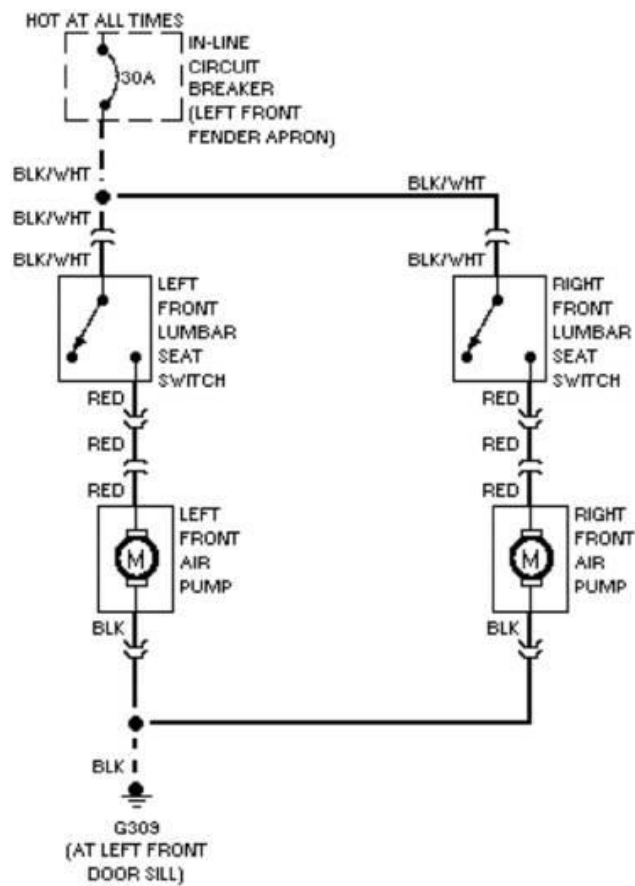 HOT AT ALL TIMES
30A
IN-LINE
CIRCUIT
BREAKER
(LEFT FRONT
FENDER APRON)
BLK/WHT
BLK/WHT
BLK/WHT
BLK/WHT
BLK/WHT
LEFT
FRONT
LUMBAR
SEAT
SWITCH
RIGHT
FRONT
LUMBAR
SEAT
SWITCH
RED
RED
RED
RED
RED
RED
M
LEFT
FRONT
AIR
PUMP
M
RIGHT
FRONT
AIR
PUMP
BLK
BLK
BLK
G309
(AT LEFT FRONT
DOOR SILL)